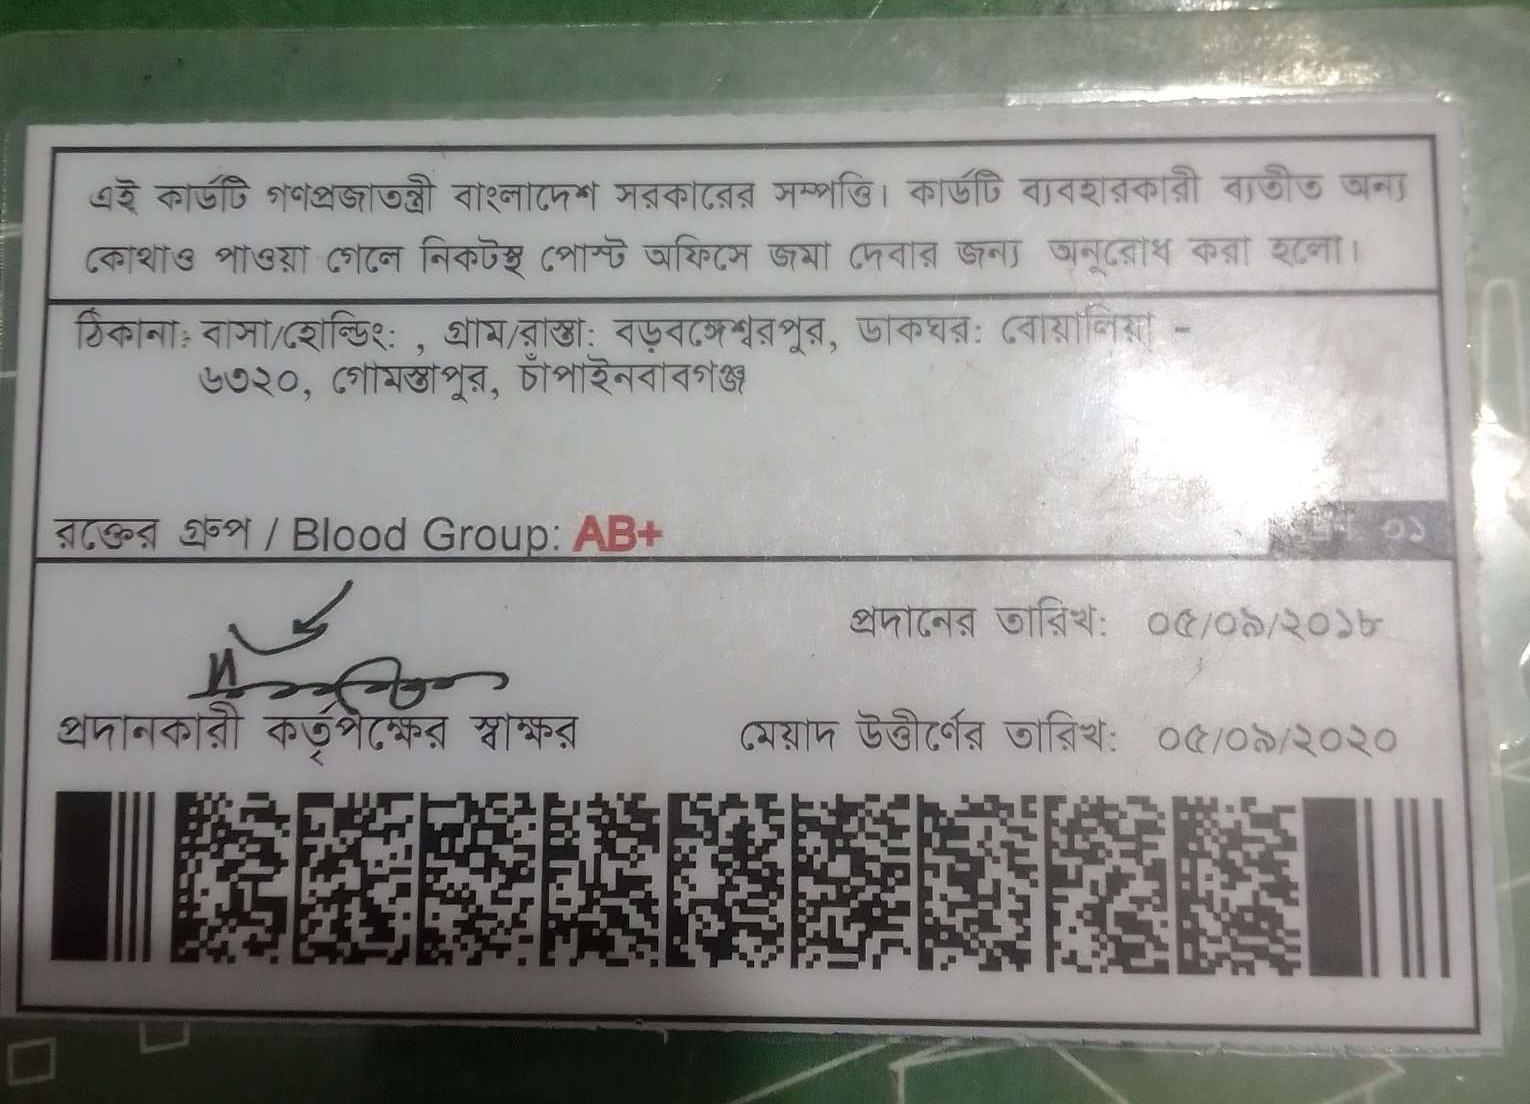 এই কার্ডটি গণপ্রজাতন্ত্রী বাংলাদেশ সরকারের সম্পত্তি। কার্ডটি ব্যবহারকারী ব্যতীত অন্য
কোথাও পাওয়া গেলে নিকটস্থ পোস্ট অফিসে জমা দেবার জন্য অনুরোধ করা হলো।
ঠিকানা: বাসা/হোল্ডিং: , গ্রাম/রাস্তা: বড়বঙ্গেশ্বরপুর, ডাকঘর: বোয়ালিয়া -
৬৩২০, গোমস্তাপুর, চাঁপাইনবাবগঞ্জ
রক্তের গ্রুপ / Blood Group: AB+
প্রদানের তারিখ: ০৫/০৯/২০১৮
প্রদানকারী কর্তৃপক্ষের স্বাক্ষর
মেয়াদ উত্তীর্ণের তারিখ: ০৫/০৯/২০২০